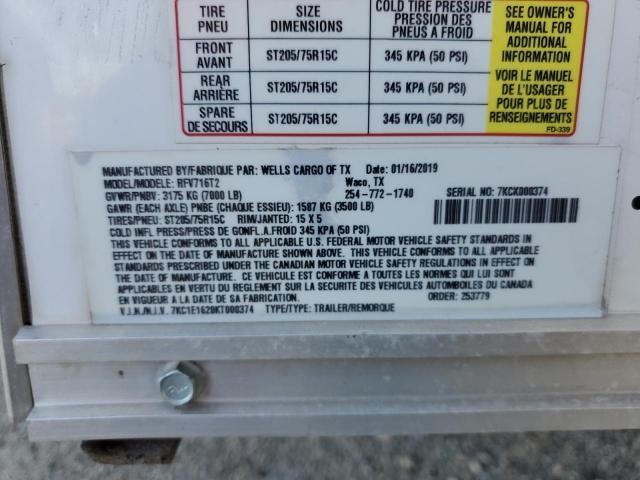 TIRE PNEU SIZE DIMENSIONS COLD TIRE PRESSURE PRESSION DES PNEUS A FROID
FRONT AVANT ST205/75R15C 345 KPA (50 PSI)
REAR ARRIÈRE ST205/75R15C 345 KPA (50 PSI)
SPARE DE SECOURS ST205/75R15C 345 KPA (50 PSI)
SEE OWNER'S
MANUAL FOR
ADDITIONAL
INFORMATION
VOIR LE MANUEL
DE L'USAGER
POUR PLUS DE
RENSEIGNEMENTS
FD-339
MANUFACTURED BY/FABRIQUE PAR: WELLS CARGO OF TX Date: 01/16/2019
MODEL/MODELE: RFV716T2 Waco, TX
GVWR/PNBV: 3175 KG (7000 LB) 254-772-1740 SERIAL NO: 7KCK000374
GAWR (EACH AXLE) PNBE (CHAQUE ESSIEU): 1587 KG (3500 LB)
TIRES/PNEUS: ST205/75R15C RIM/JANTED: 15 X 5
COLD INFL PRESS/PRESS DE GONFL.A.FROID 345 KPA (50 PSI)
THIS VEHICLE CONFORMS TO ALL APPLICABLE U.S. FEDERAL MOTOR VEHICLE SAFETY STANDARDS IN
EFFECT ON THE DATE OF MANUFACTURE SHOWN ABOVE. THIS VEHICLE CONFORMS TO ALL APPLICABLE
STANDARDS PRESCRIBED UNDER THE CANADIAN MOTOR VEHICLE SAFETY REGULATIONS IN EFFECT ON THE
DATE OF MANUFACTURE. CE VEHICULE EST CONFORME A TOUTES LES NORMES QUI LUI SONT
APPLICABLES EN VERTU DU REGLEMENT SUR LA SECURITE DES VEHICULES AUTOMBOILES DU CANADA
EN VIGUEUR A LA DATE DE SA FABRICATION. ORDER: 253779
V.I.N./N.I.V. 7KC1E1620KT000374 TYPE/TYPE: TRAILER/REMORQUE